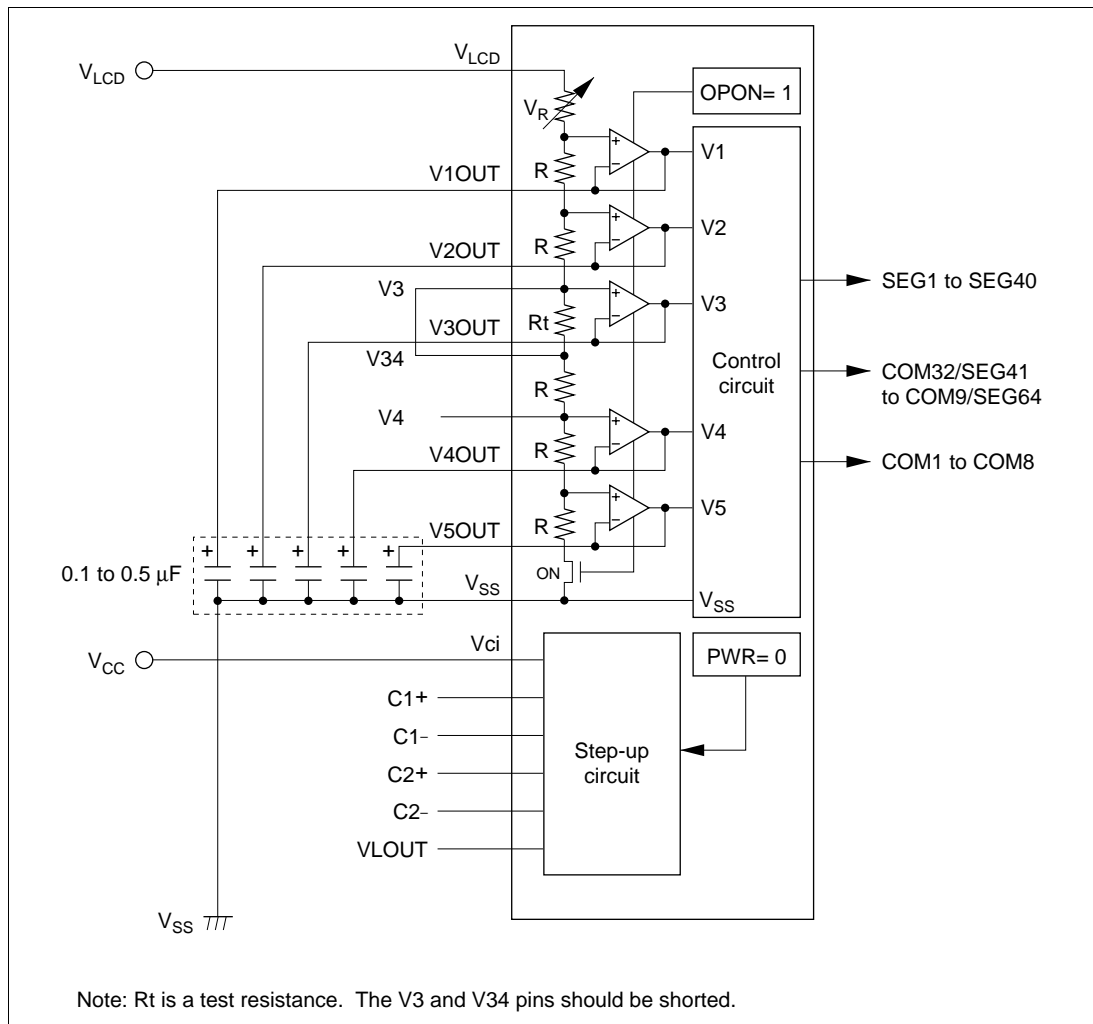 VLCD
VLCD
OPON= 1
VR
V1
R
V1OUT
V2
R
V2OUT
SEG1 to SEG40
V3
V3
Rt
V3OUT
V34
Control
circuit
COM32/SEG41
to COM9/SEG64
R
V4
V4
R
V4OUT
COM1 to COM8
V5
R
V5OUT
+ + + + +
0.1 to 0.5 μF
ON
VSS
VSS
Vci
PWR= 0
VCC
C1+
C1−
Step-up
circuit
C2+
C2−
VLOUT
VSS
Note: Rt is a test resistance. The V3 and V34 pins should be shorted.